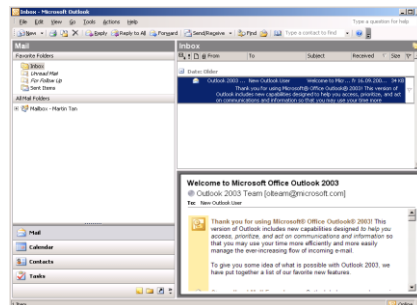 Inbox - Microsoft Outlook
File Edit View Go Tools Actions Help
Type a question for help
New Reply Reply to All Forward Send/Receive Find Type a contact to find
Mail
Favorite Folders
Inbox
Unread Mail
For Follow Up
Sent Items
All Mail Folders
Mailbox - Martin Tan
Mail
Calendar
Contacts
Tasks
Inbox
From To Subject Received Size
Date: Older
Outlook 2003 ... New Outlook User Welcome to Micr... 16.09.200... 34 KB
Thank you for using Microsoft® Office Outlook® 2003! This version of
Outlook includes new capabilities designed to help you access, prioritize, and act
on communications and information so that you may use your time more
Welcome to Microsoft Office Outlook 2003
Outlook 2003 Team [olteam@microsoft.com]
To: New Outlook User
Thank you for using Microsoft® Office Outlook® 2003! This
version of Outlook includes new capabilities designed to help you
access, prioritize, and act on communications and information so
that you may use your time more efficiently and more easily
manage the ever-increasing flow of incoming e-mail.
To give you some idea of what is possible with Outlook 2003, we
have put together a list of our favorite new features.
Online